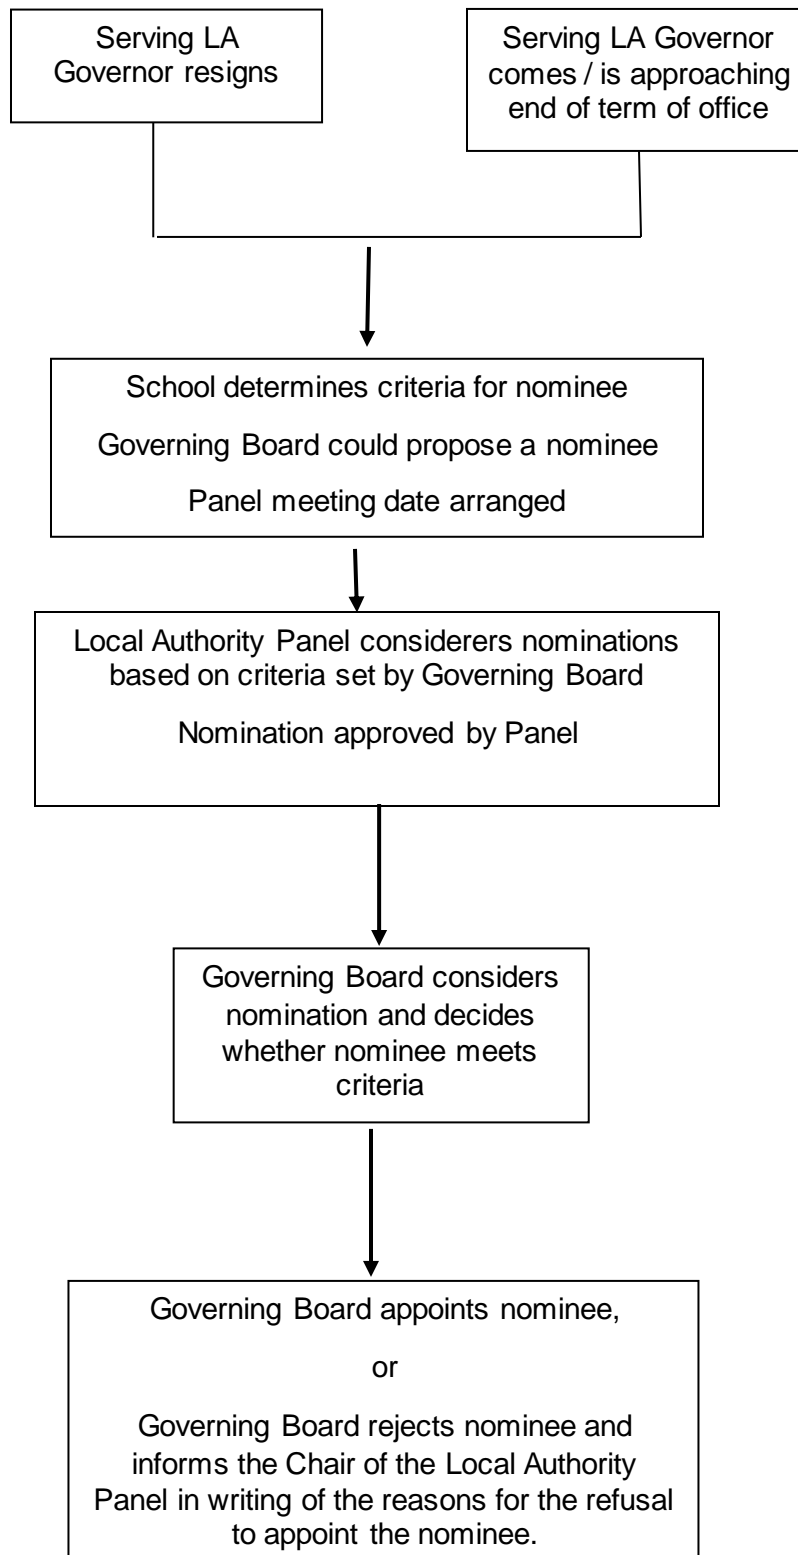 Serving LA
Governor resigns
Serving LA Governor
comes / is approaching
end of term of office
School determines criteria for nominee
Governing Board could propose a nominee
Panel meeting date arranged
Local Authority Panel considerers nominations
based on criteria set by Governing Board
Nomination approved by Panel
Governing Board considers
nomination and decides
whether nominee meets
criteria
Governing Board appoints nominee,
or
Governing Board rejects nominee and
informs the Chair of the Local Authority
Panel in writing of the reasons for the refusal
to appoint the nominee.